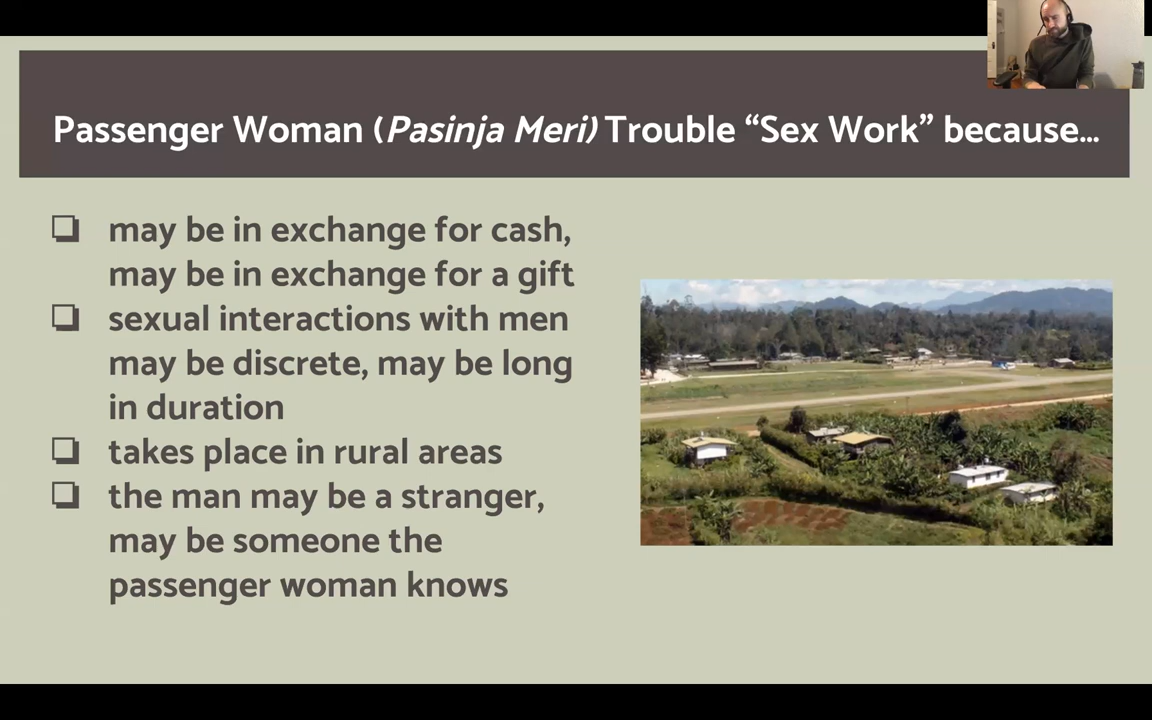 Passenger Woman (Pasinja Meri) Trouble “Sex Work” because...
❏ may be in exchange for cash,
may be in exchange for a gift
❏ sexual interactions with men
may be discrete, may be long
in duration
❏ takes place in rural areas
❏ the man may be a stranger,
may be someone the
passenger woman knows